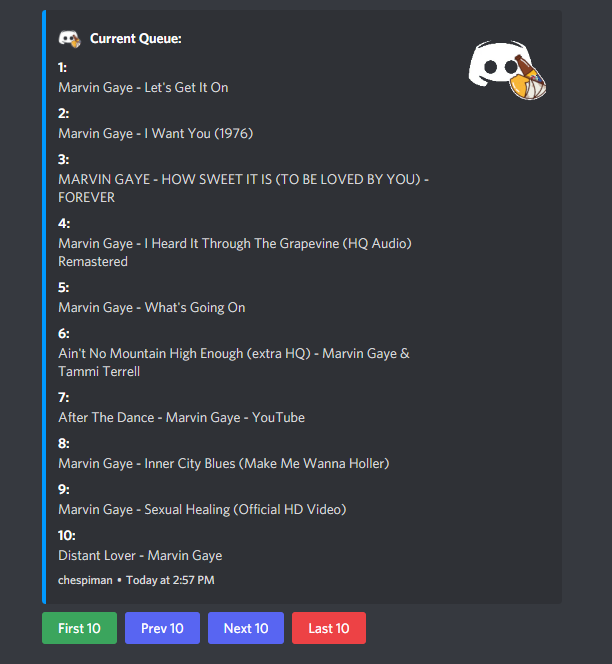 Current Queue:
1:
Marvin Gaye - Let's Get It On
2:
Marvin Gaye - I Want You (1976)
3:
MARVIN GAYE - HOW SWEET IT IS (TO BE LOVED BY YOU) -
FOREVER
4:
Marvin Gaye - I Heard It Through The Grapevine (HQ Audio)
Remastered
5:
Marvin Gaye - What's Going On
6:
Ain't No Mountain High Enough (extra HQ) - Marvin Gaye &
Tammi Terrell
7:
After The Dance - Marvin Gaye - YouTube
8:
Marvin Gaye - Inner City Blues (Make Me Wanna Holler)
9:
Marvin Gaye - Sexual Healing (Official HD Video)
10:
Distant Lover - Marvin Gaye
chespiman • Today at 2:57 PM
First 10 Prev 10 Next 10 Last 10